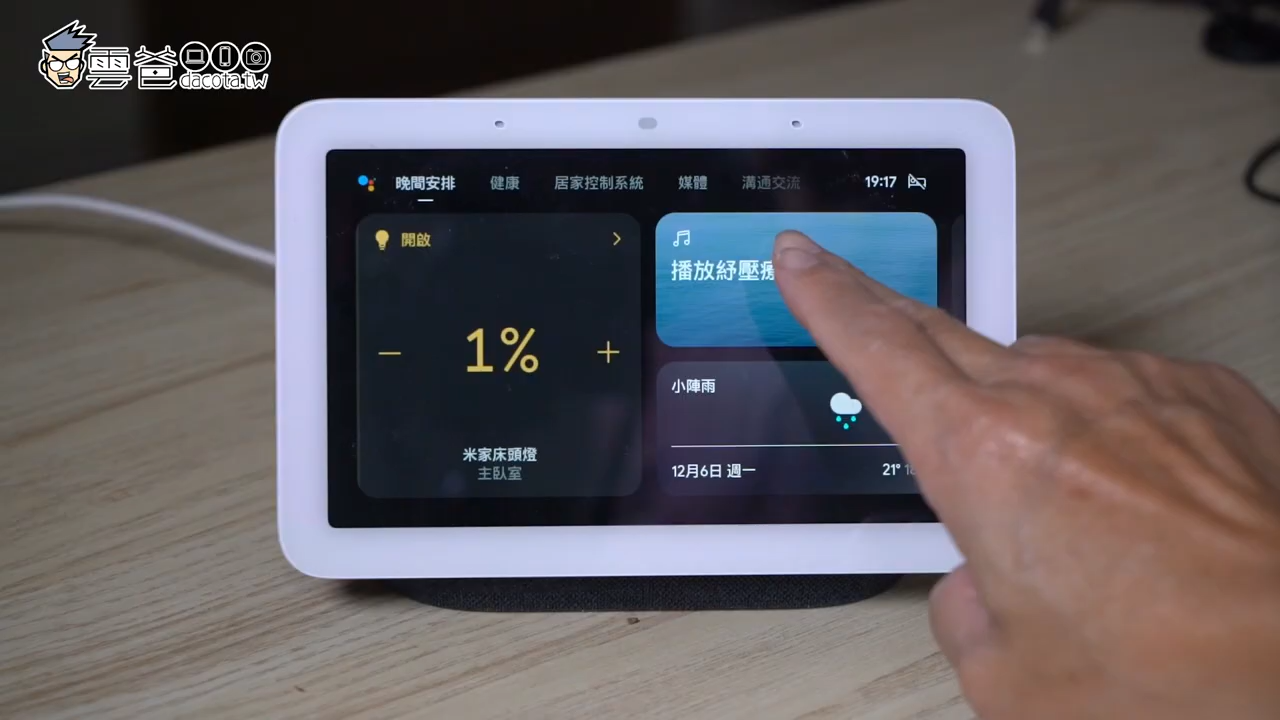 雲爸
dacota.tw
晚間安排 健康 居家控制系統 媒體 溝通交流 19:17
開啟
1%
米家床頭燈
主臥室
播放紓壓
小陣雨
12月6日 週一 21°